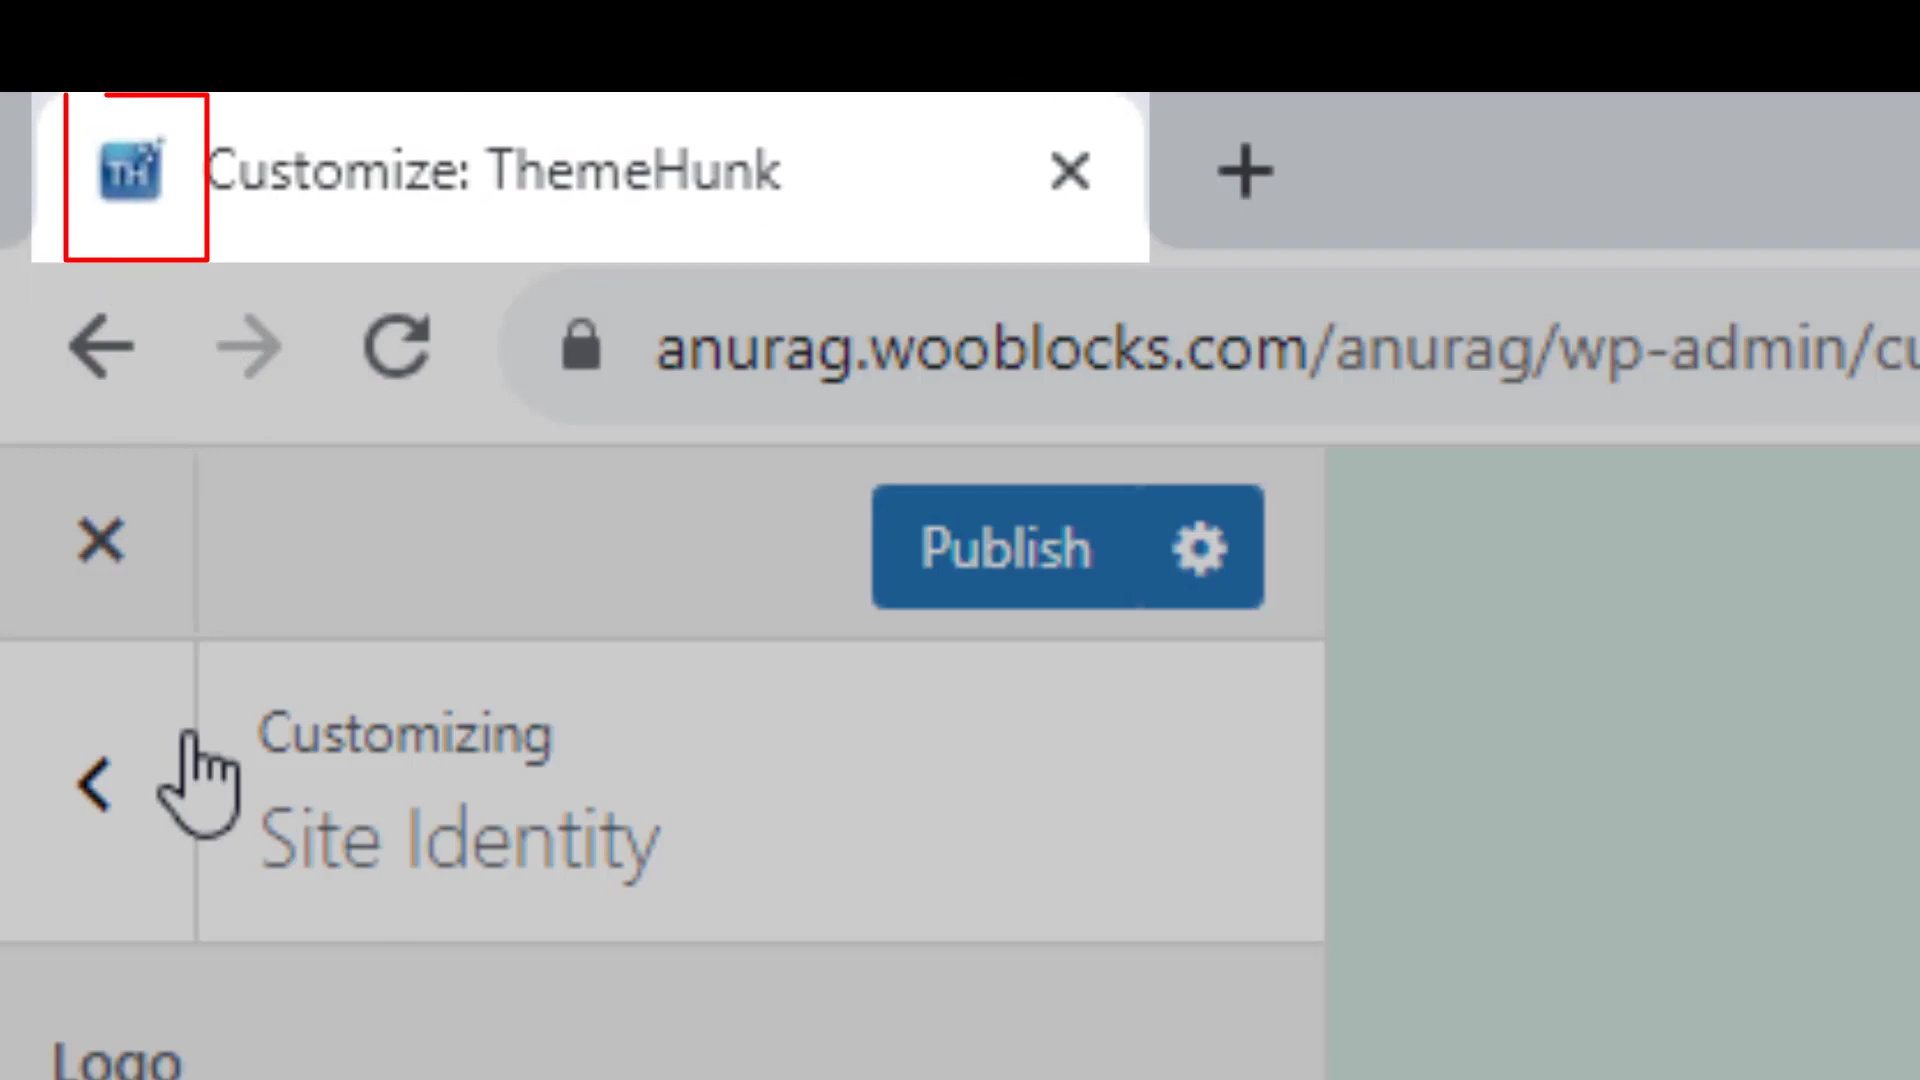 TH
Customize: ThemeHunk
anurag.wooblocks.com/anurag/wp-admin/cu
Publish
Customizing
Site Identity
Logo